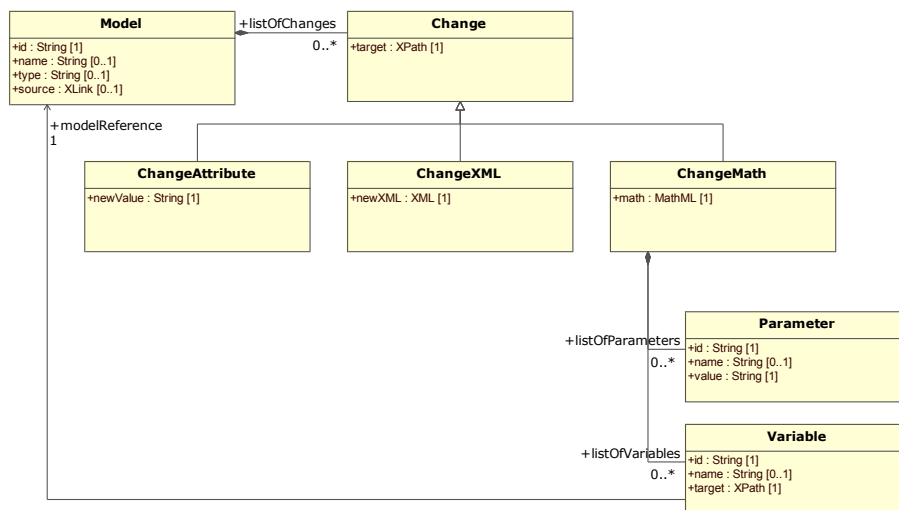 Model
+id : String [1]
+name : String [0..1]
+type : String [0..1]
+source : XLink [0..1]
+listOfChanges
0..*
Change
+target : XPath [1]
+modelReference
1
ChangeAttribute
+newValue : String [1]
ChangeXML
+newXML : XML [1]
ChangeMath
+math : MathML [1]
+listOfParameters
0..*
Parameter
+id : String [1]
+name : String [0..1]
+value : String [1]
+listOfVariables
0..*
Variable
+id : String [1]
+name : String [0..1]
+target : XPath [1]